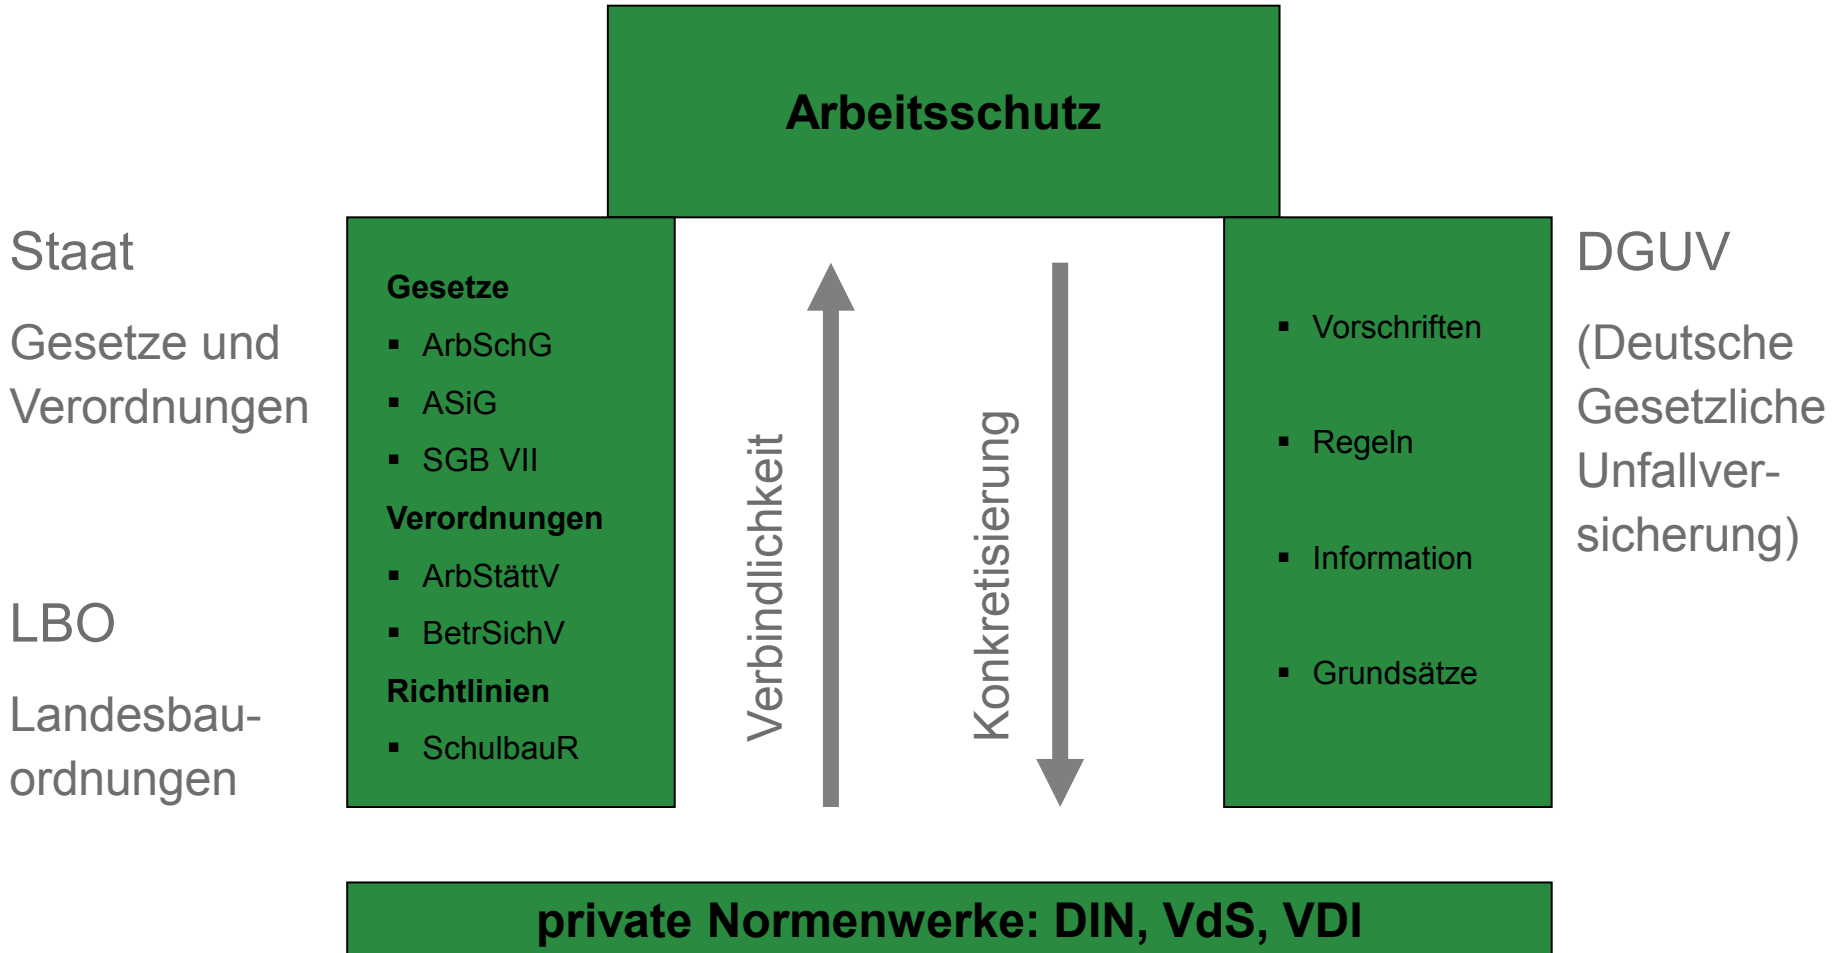 Arbeitsschutz
Staat
Gesetze und
Verordnungen
LBO
Landesbau-
ordnungen
Gesetze
▪ ArbSchG
▪ ASiG
▪ SGB VII
Verordnungen
▪ ArbStättV
▪ BetrSichV
Richtlinien
▪ SchulbauR
Verbindlichkeit
Konkretisierung
▪ Vorschriften
▪ Regeln
▪ Information
▪ Grundsätze
DGUV
(Deutsche
Gesetzliche
Unfallver-
sicherung)
private Normenwerke: DIN, VdS, VDI